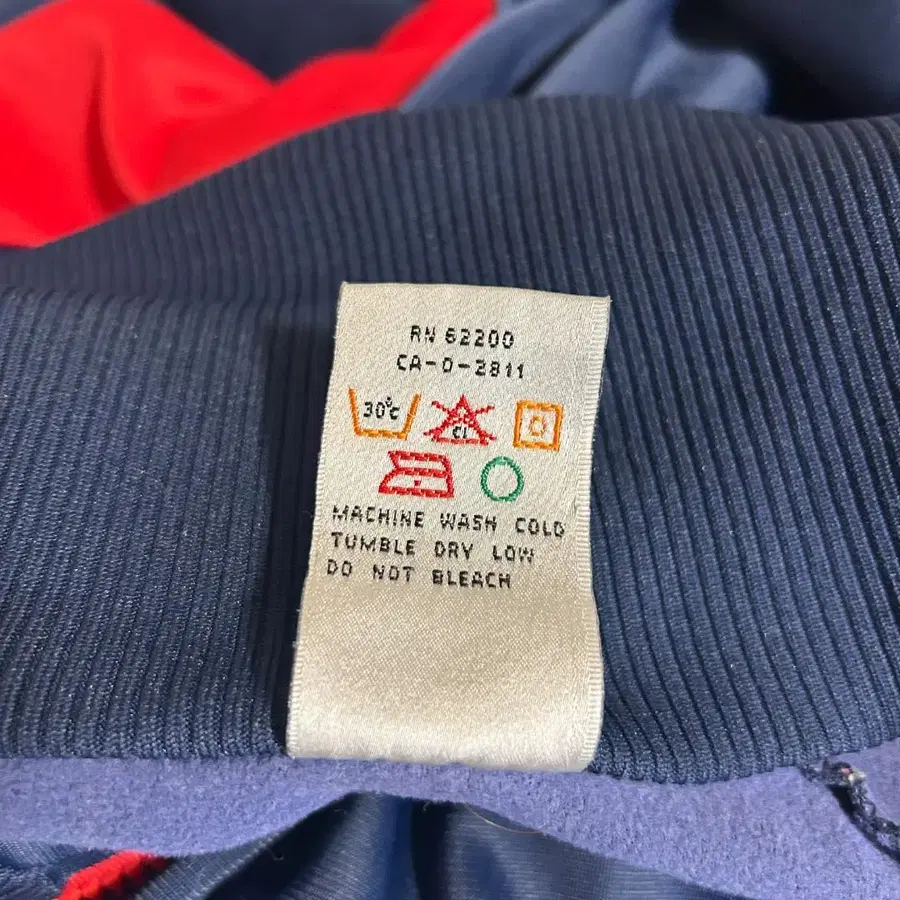 RN 62200
CA-0-2811
30°c
CL
MACHINE WASH COLD
TUMBLE DRY LOW
DO NOT BLEACH